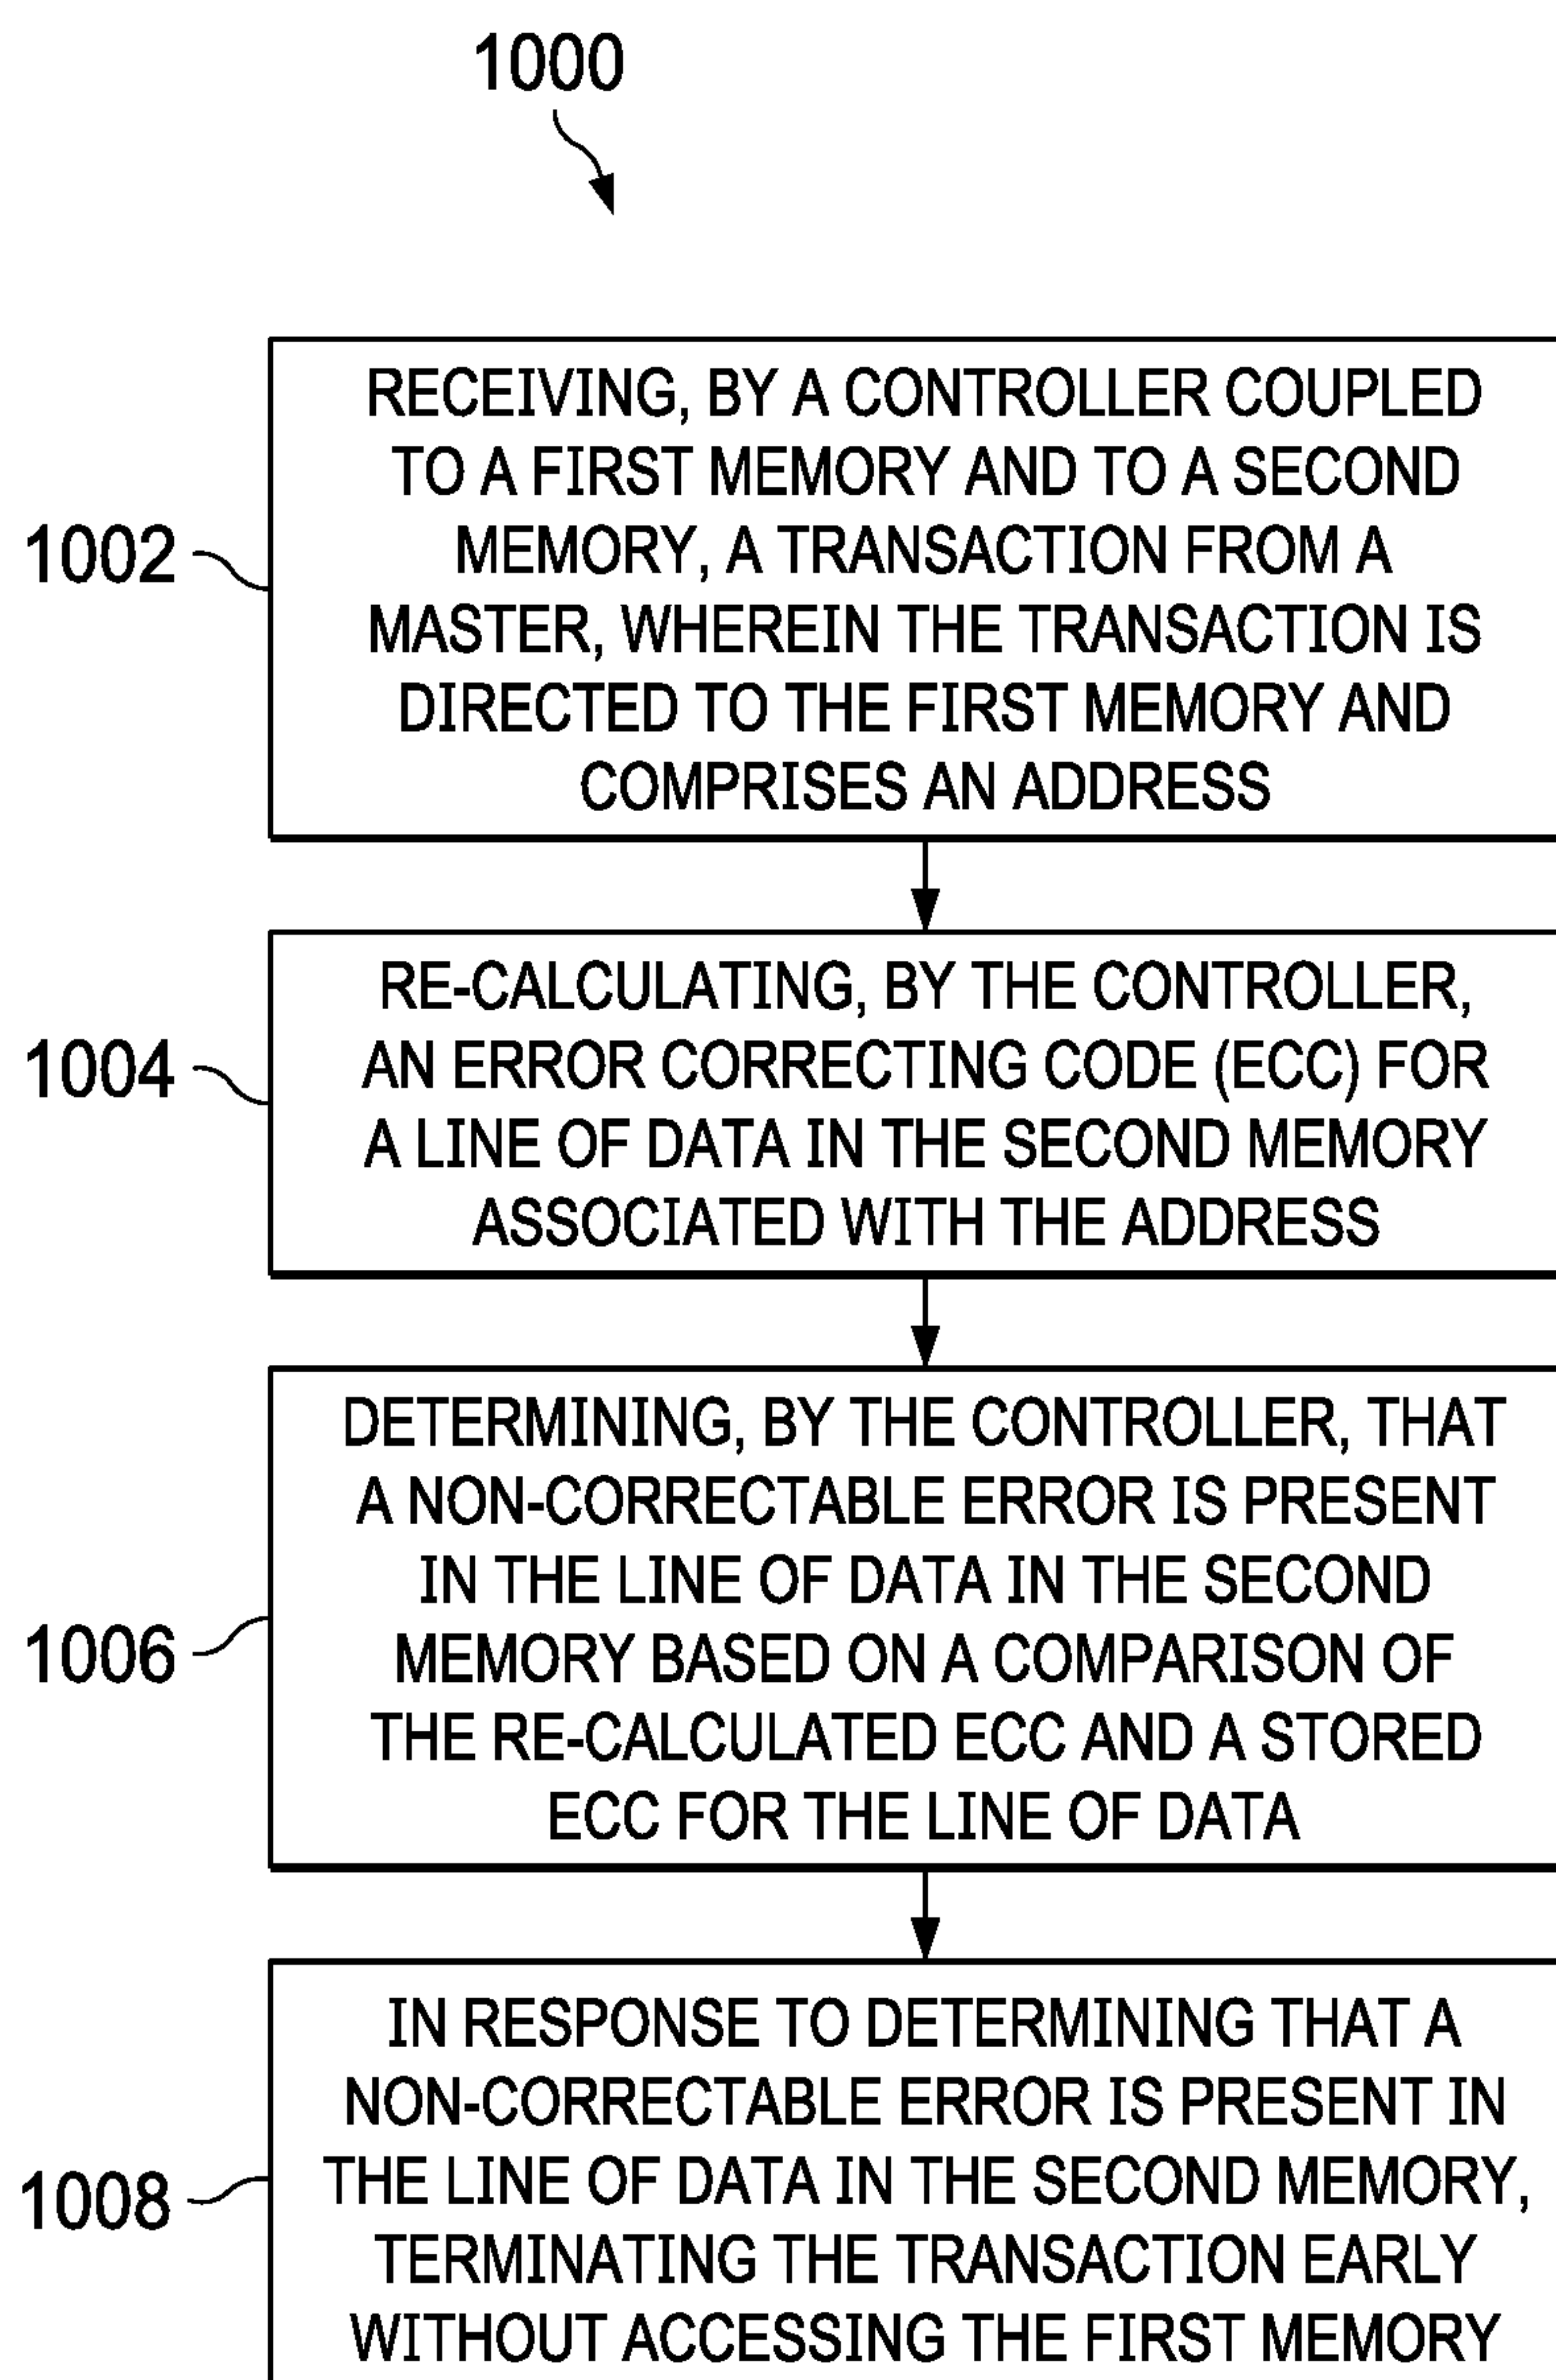 1000
1002
RECEIVING, BY A CONTROLLER COUPLED
TO A FIRST MEMORY AND TO A SECOND
MEMORY, A TRANSACTION FROM A
MASTER, WHEREIN THE TRANSACTION IS
DIRECTED TO THE FIRST MEMORY AND
COMPRISES AN ADDRESS
1004
RE-CALCULATING, BY THE CONTROLLER,
AN ERROR CORRECTING CODE (ECC) FOR
A LINE OF DATA IN THE SECOND MEMORY
ASSOCIATED WITH THE ADDRESS
1006
DETERMINING, BY THE CONTROLLER, THAT
A NON-CORRECTABLE ERROR IS PRESENT
IN THE LINE OF DATA IN THE SECOND
MEMORY BASED ON A COMPARISON OF
THE RE-CALCULATED ECC AND A STORED
ECC FOR THE LINE OF DATA
1008
IN RESPONSE TO DETERMINING THAT A
NON-CORRECTABLE ERROR IS PRESENT IN
THE LINE OF DATA IN THE SECOND MEMORY,
TERMINATING THE TRANSACTION EARLY
WITHOUT ACCESSING THE FIRST MEMORY